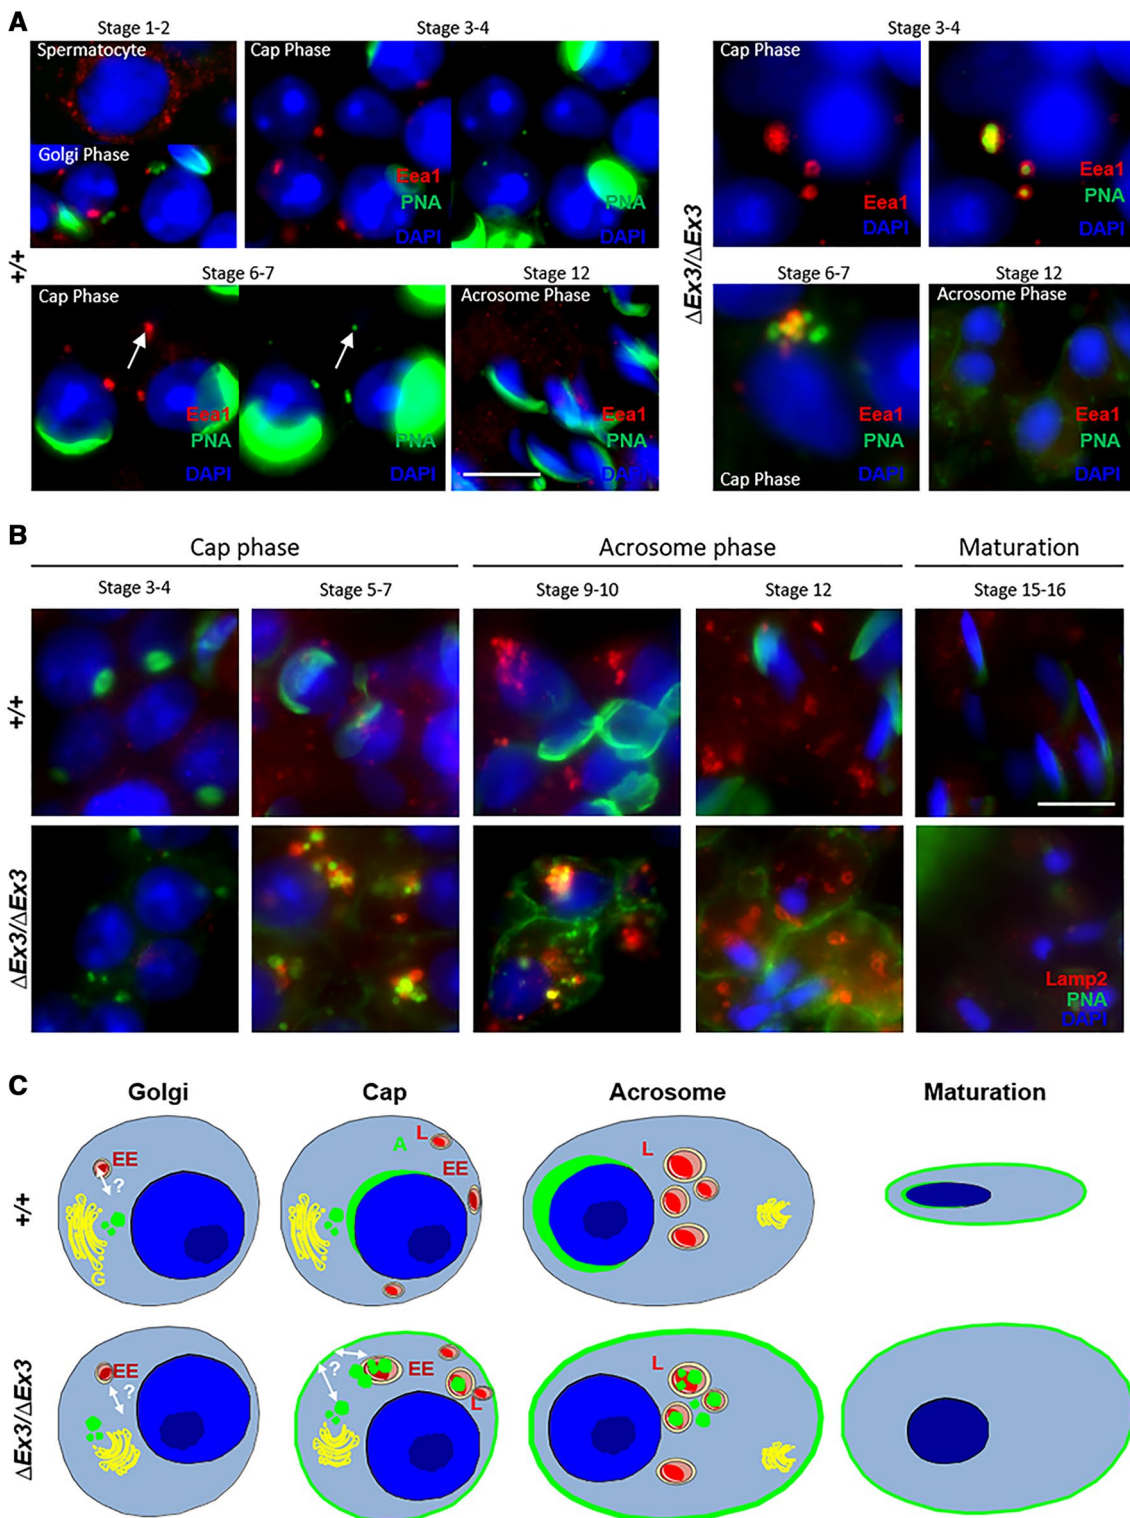 A
Stage 1-2
Stage 3-4
Stage 3-4
Spermatocyte
Cap Phase
Cap Phase
Golgi Phase
Eea1
PNA
DAPI
PNA
DAPI
Eea1
DAPI
Eea1
PNA
DAPI
+/+
ΔEx3/ΔEx3
Stage 6-7
Stage 12
Stage 6-7
Stage 12
Cap Phase
Acrosome Phase
Acrosome Phase
Eea1
PNA
DAPI
Eea1
PNA
DAPI
Eea1
PNA
DAPI
Eea1
PNA
DAPI
Eea1
PNA
DAPI
Cap Phase
B
Cap phase
Acrosome phase
Maturation
Stage 3-4
Stage 5-7
Stage 9-10
Stage 12
Stage 15-16
+/+
ΔEx3/ΔEx3
Lamp2
PNA
DAPI
C
Golgi
Cap
Acrosome
Maturation
+/+
EE
?
G
A
L
EE
L
ΔEx3/ΔEx3
EE
?
?
EE
L
L